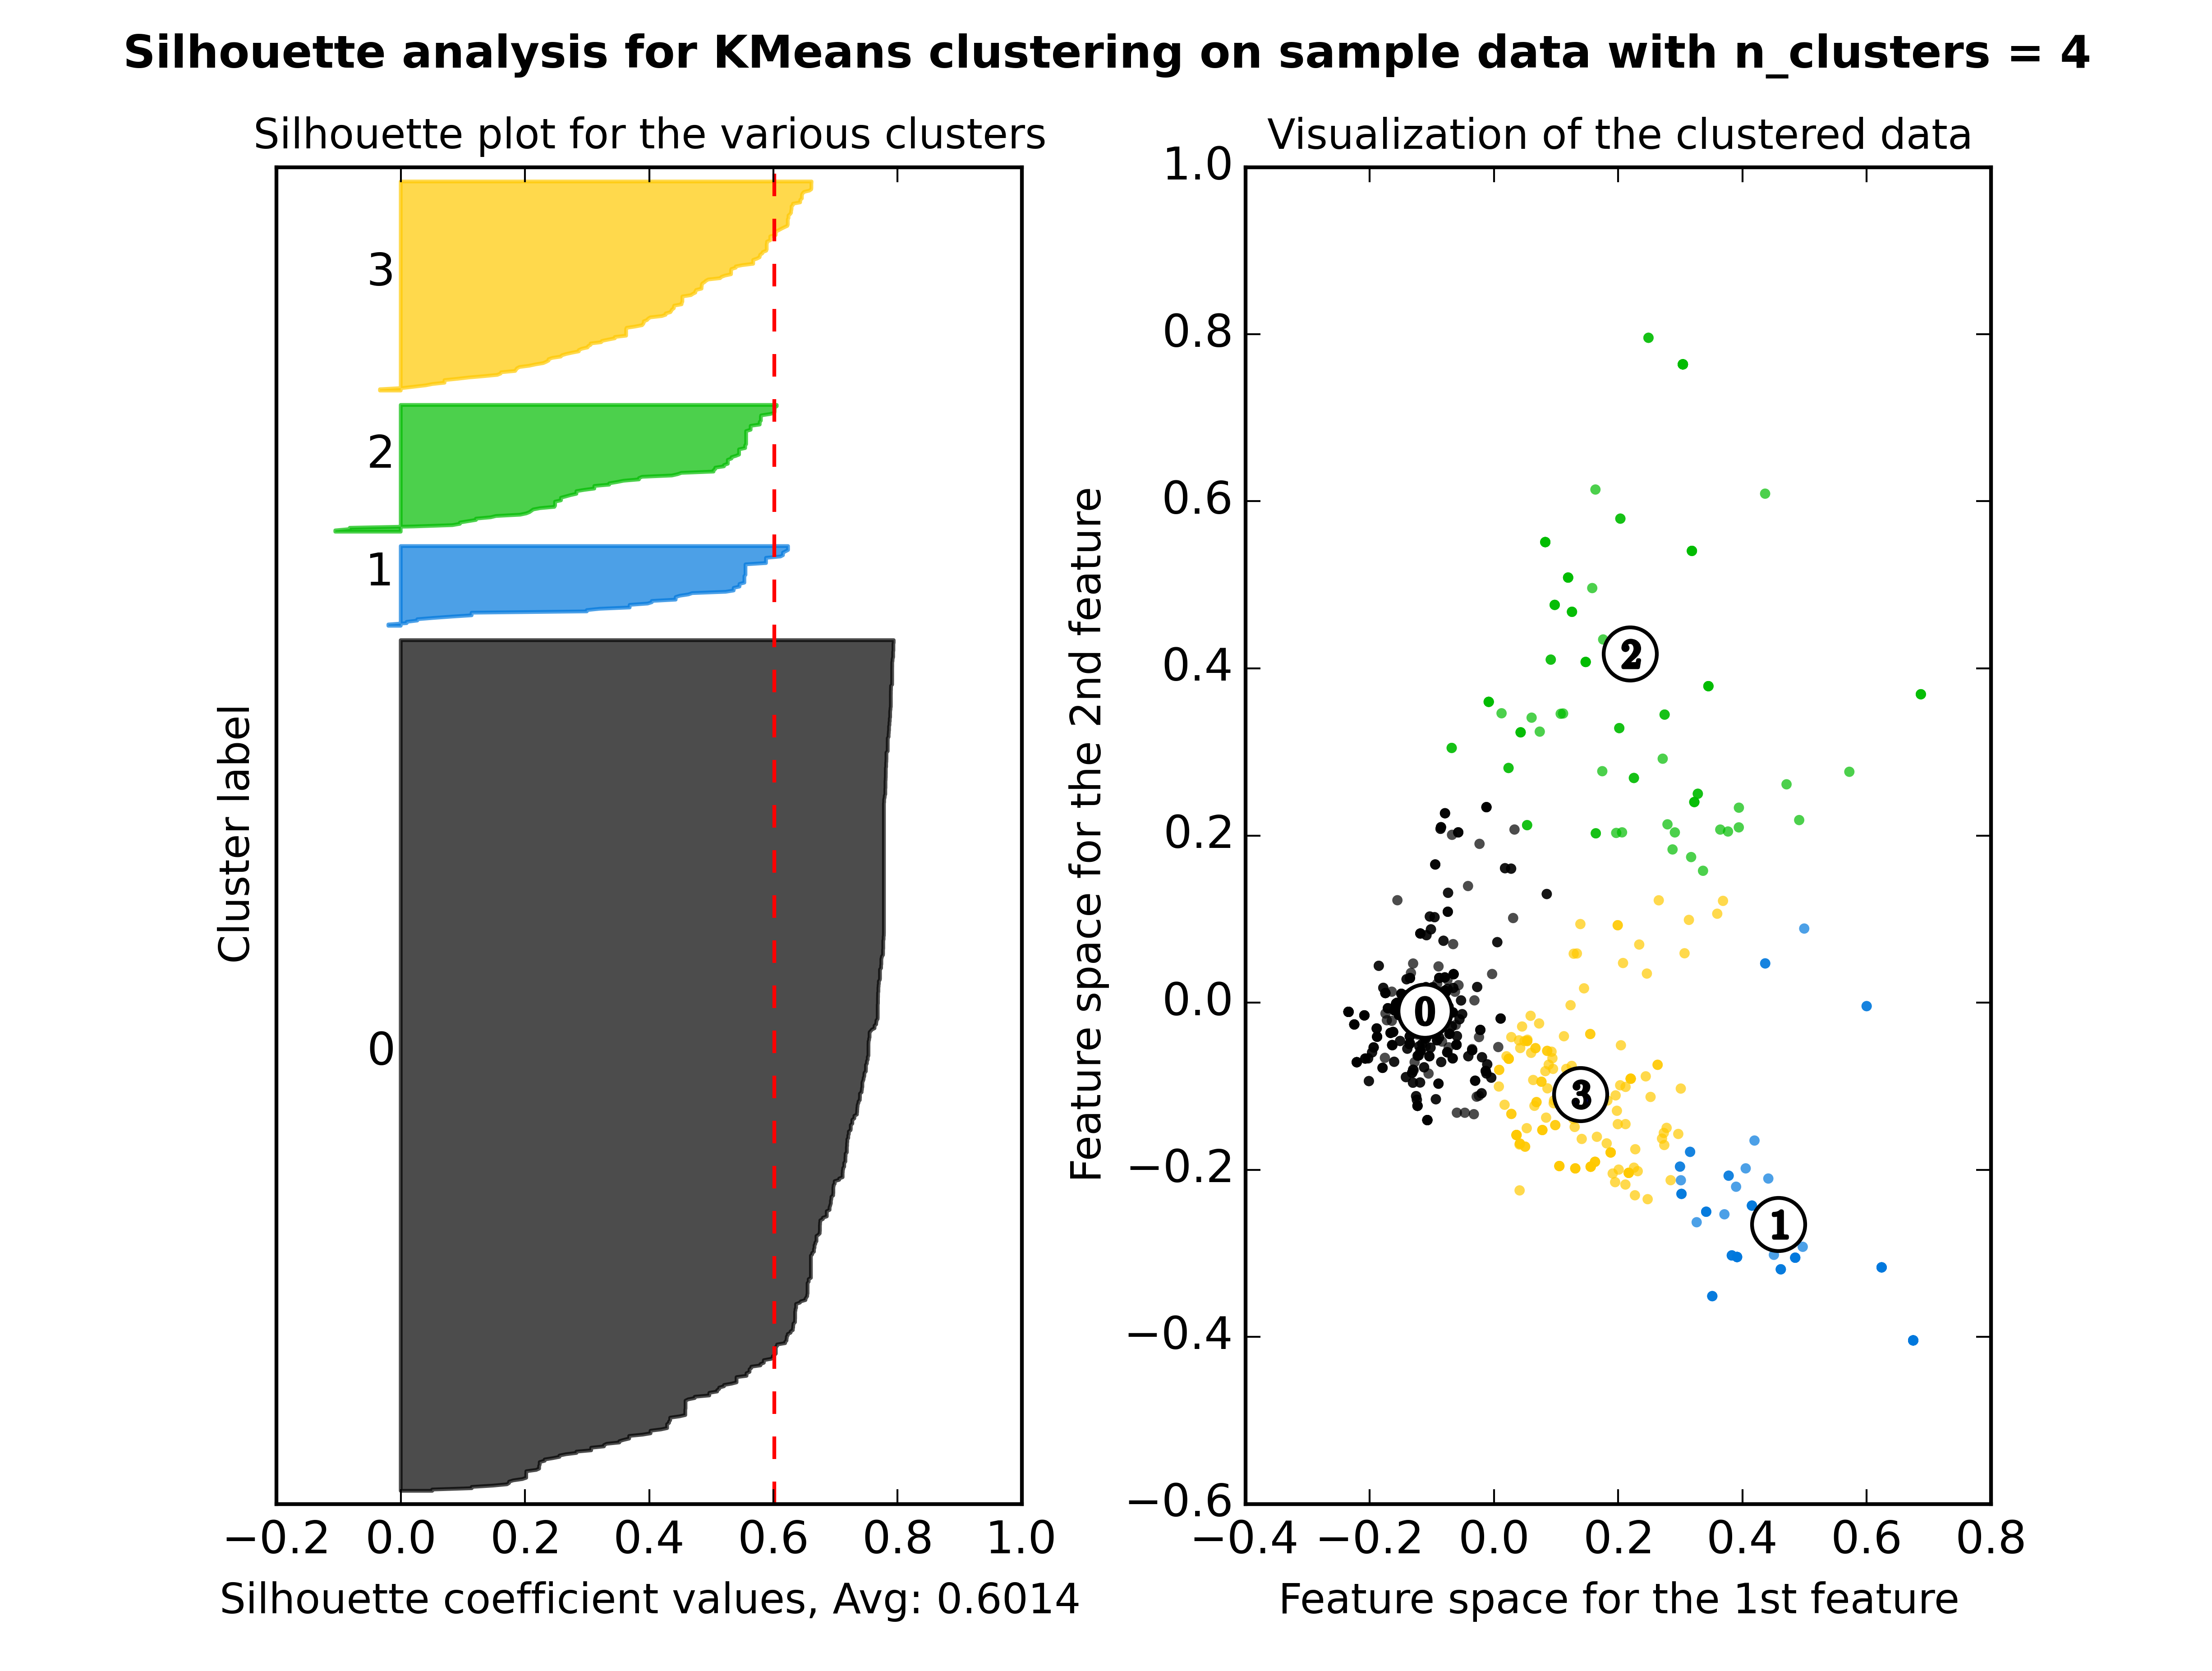 Silhouette analysis for KMeans clustering on sample data with n_clusters = 4
Silhouette plot for the various clusters
3
2
1
0
Cluster label
−0.2 0.0 0.2 0.4 0.6 0.8 1.0
Silhouette coefficient values, Avg: 0.6014
Visualization of the clustered data
1.0
0.8
0.6
0.4
0.2
0.0
−0.2
−0.4
−0.6
Feature space for the 2nd feature
2
0
3
1
−0.4 −0.2 0.0 0.2 0.4 0.6 0.8
Feature space for the 1st feature